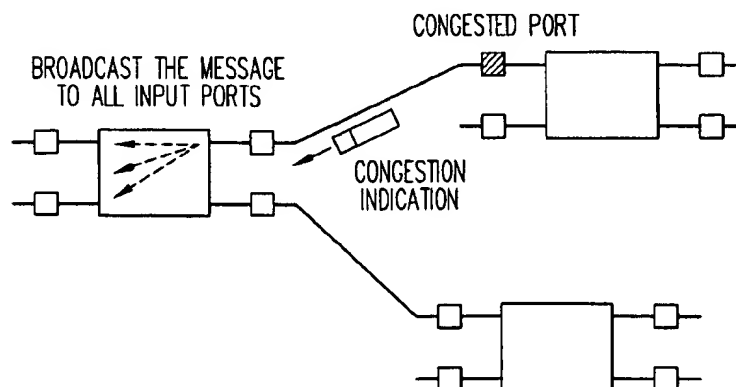 CONGESTED PORT
BROADCAST THE MESSAGE
TO ALL INPUT PORTS
CONGESTION
INDICATION